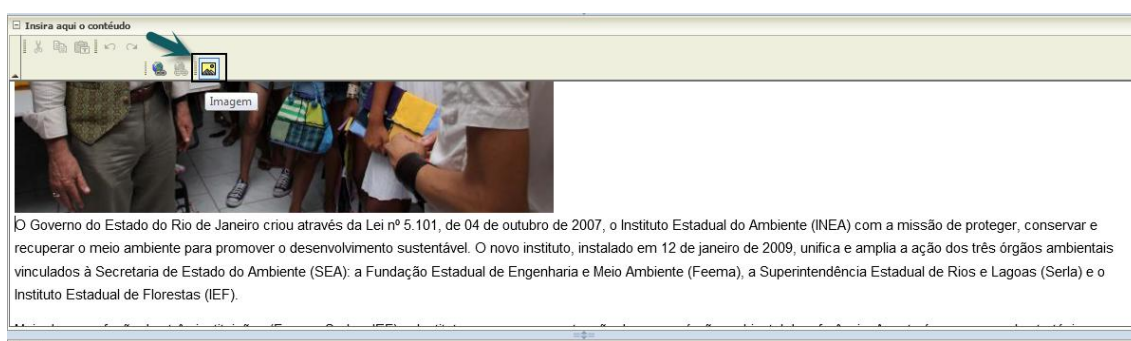 Insira aqui o contéudo
Imagem
O Governo do Estado do Rio de Janeiro criou através da Lei nº 5.101, de 04 de outubro de 2007, o Instituto Estadual do Ambiente (INEA) com a missão de proteger, conservar e
recuperar o meio ambiente para promover o desenvolvimento sustentável. O novo instituto, instalado em 12 de janeiro de 2009, unifica e amplia a ação dos três órgãos ambientais
vinculados à Secretaria de Estado do Ambiente (SEA): a Fundação Estadual de Engenharia e Meio Ambiente (Feema), a Superintendência Estadual de Rios e Lagoas (Serla) e o
Instituto Estadual de Florestas (IEF).